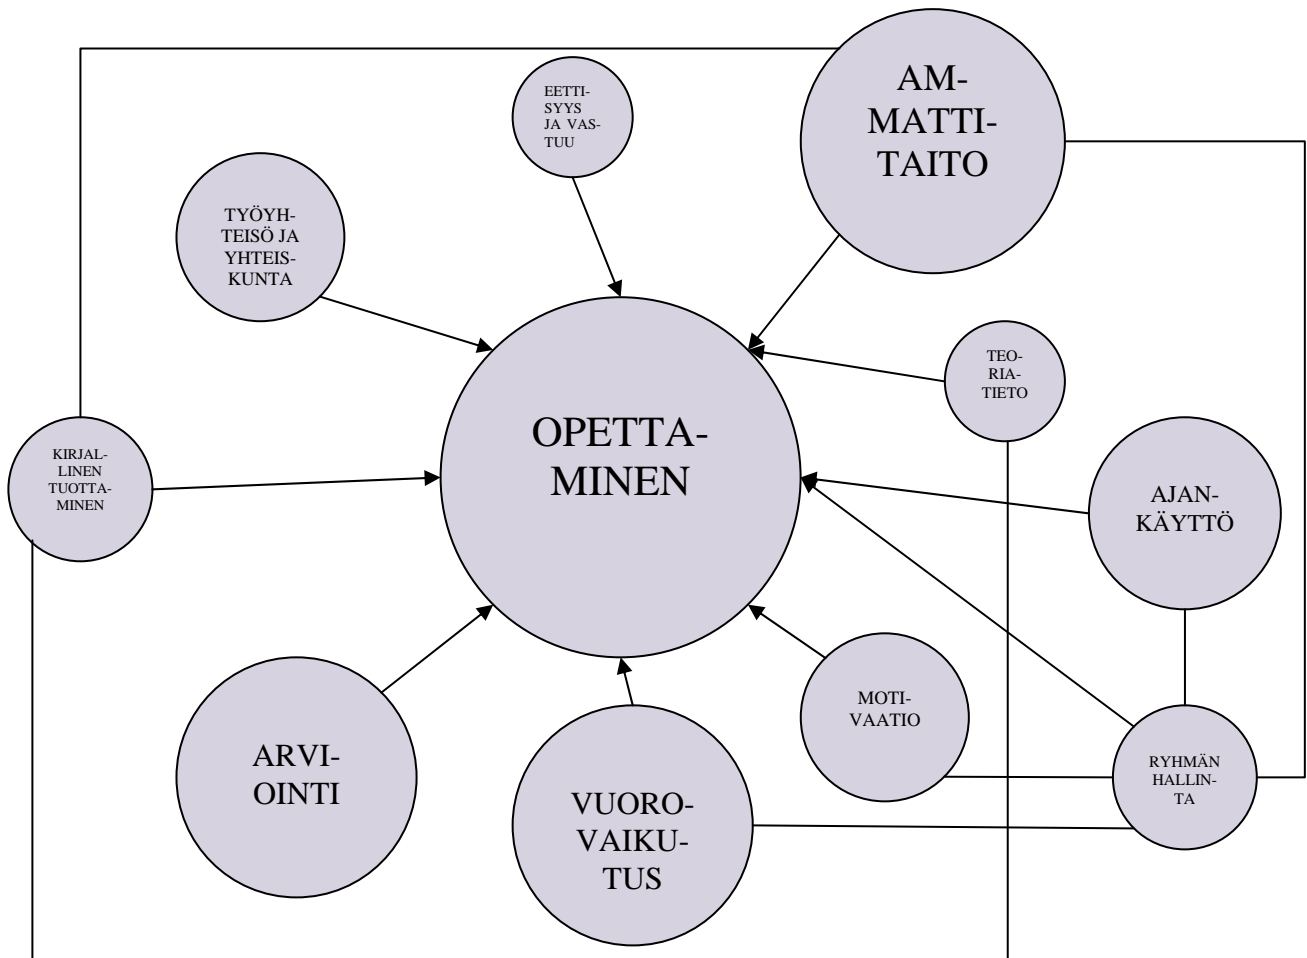 AM-
MATTI-
TAITO
EETTI-
SYYS
JA VAS-
TUU
TYÖYH-
TEISÖ JA
YHTEIS-
KUNTA
TEO-
RIA-
TIETO
OPETTA-
MINEN
KIRJAL-
LINEN
TUOTTA-
MINEN
AJAN-
KÄYTTÖ
MOTI-
VAATIO
ARVI-
OINTI
VUORO-
VAIKU-
TUS
RYHMÄN
HALLIN-
TA